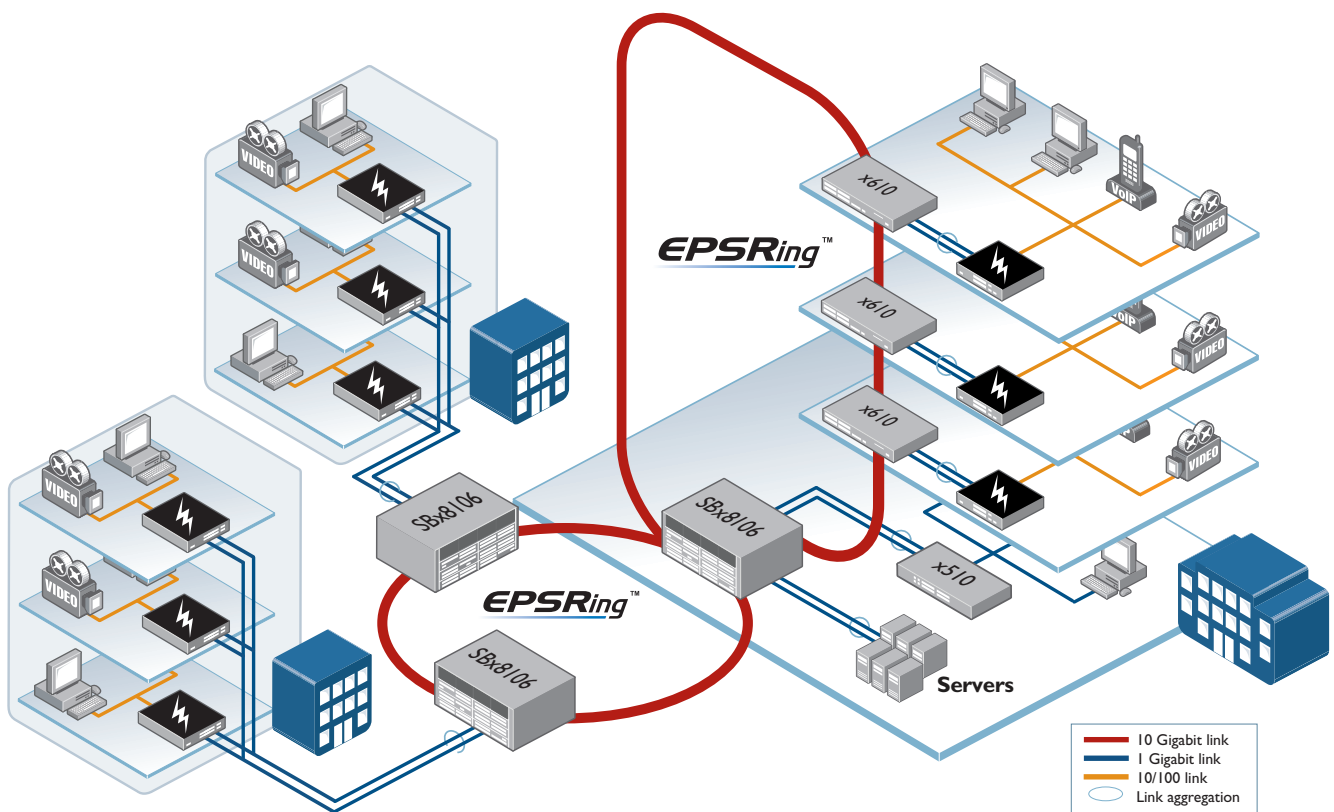 VIDEO
VIDEO
x610
VoIP
VIDEO
EPSRing™
x610
VoIP
VIDEO
x610
VIDEO
SBx8106
SBx8106
x510
EPSRing™
SBx8106
VIDEO
VIDEO
Servers
10 Gigabit link
1 Gigabit link
10/100 link
Link aggregation